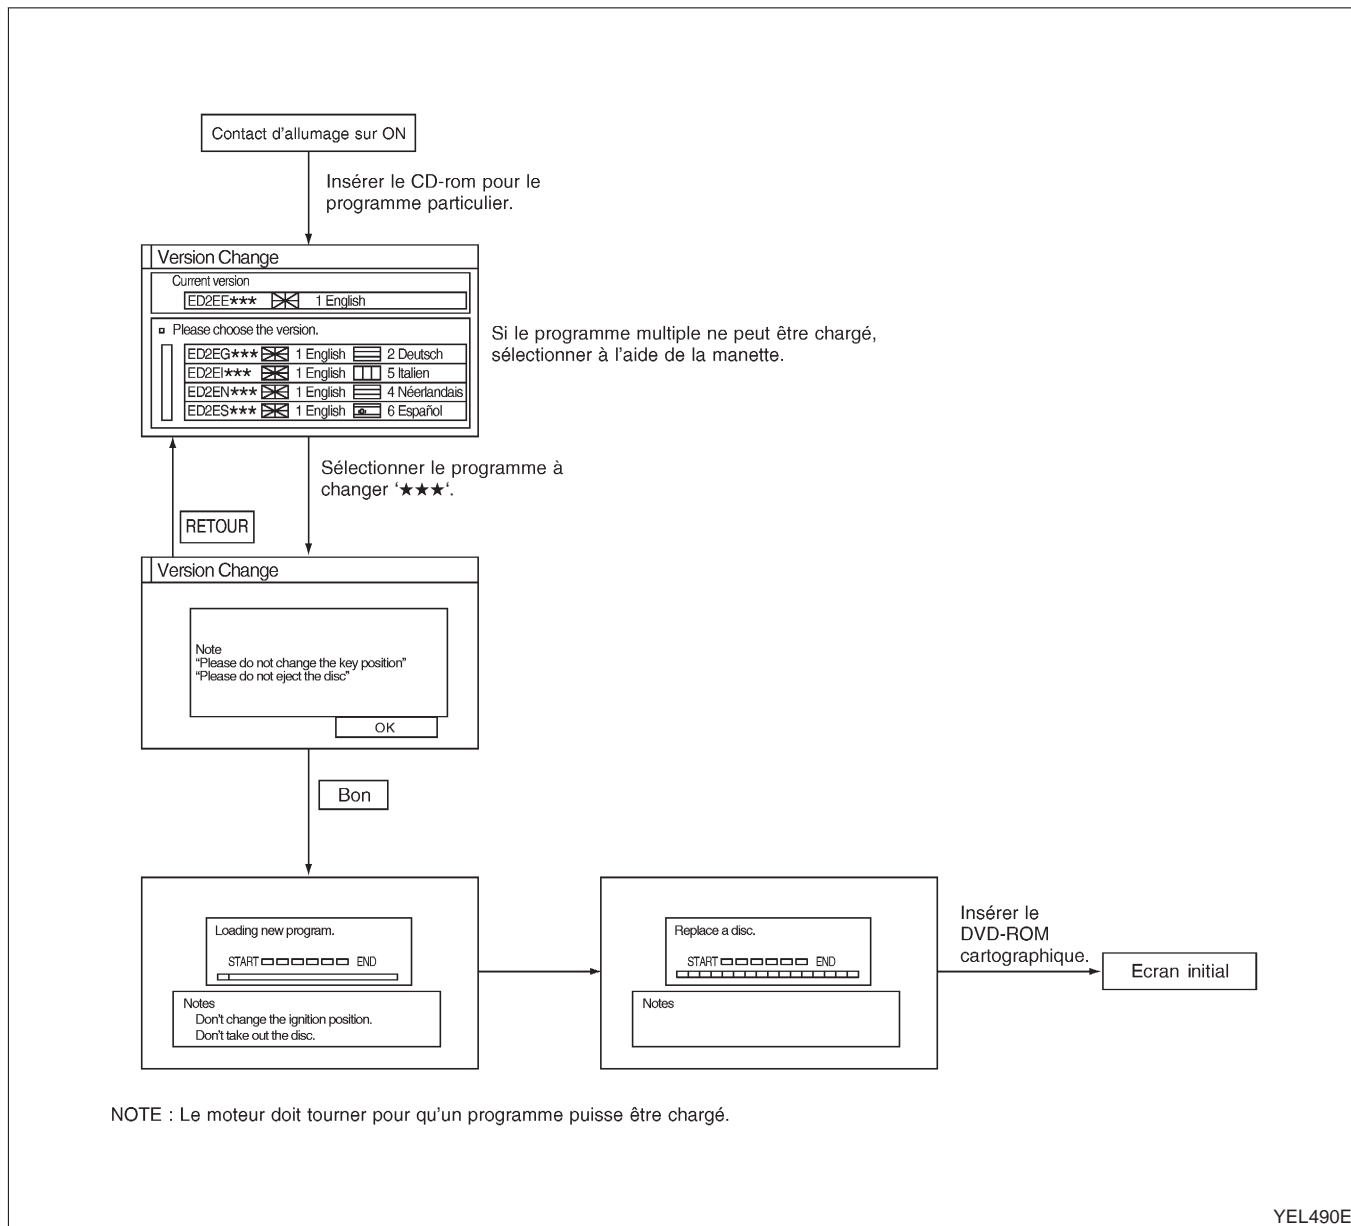 Contact d'allumage sur ON
Insérer le CD-rom pour le
programme particulier.
Version Change
Current version
ED2EE★★★ 1 English
Please choose the version.
ED2EG★★★ 1 English 2 Deutsch
ED2EI★★★ 1 English 5 Italien
ED2EN★★★ 1 English 4 Néerlandais
ED2ES★★★ 1 English 6 Español
Si le programme multiple ne peut être chargé,
sélectionner à l'aide de la manette.
Sélectionner le programme à
changer ‘★★★‘.
RETOUR
Version Change
Note
“Please do not change the key position”
“Please do not eject the disc”
OK
Bon
Loading new program.
START END
Notes
Don't change the ignition position.
Don't take out the disc.
Replace a disc.
START END
Notes
Insérer le
DVD-ROM
cartographique.
Ecran initial
NOTE : Le moteur doit tourner pour qu'un programme puisse être chargé.
YEL490E